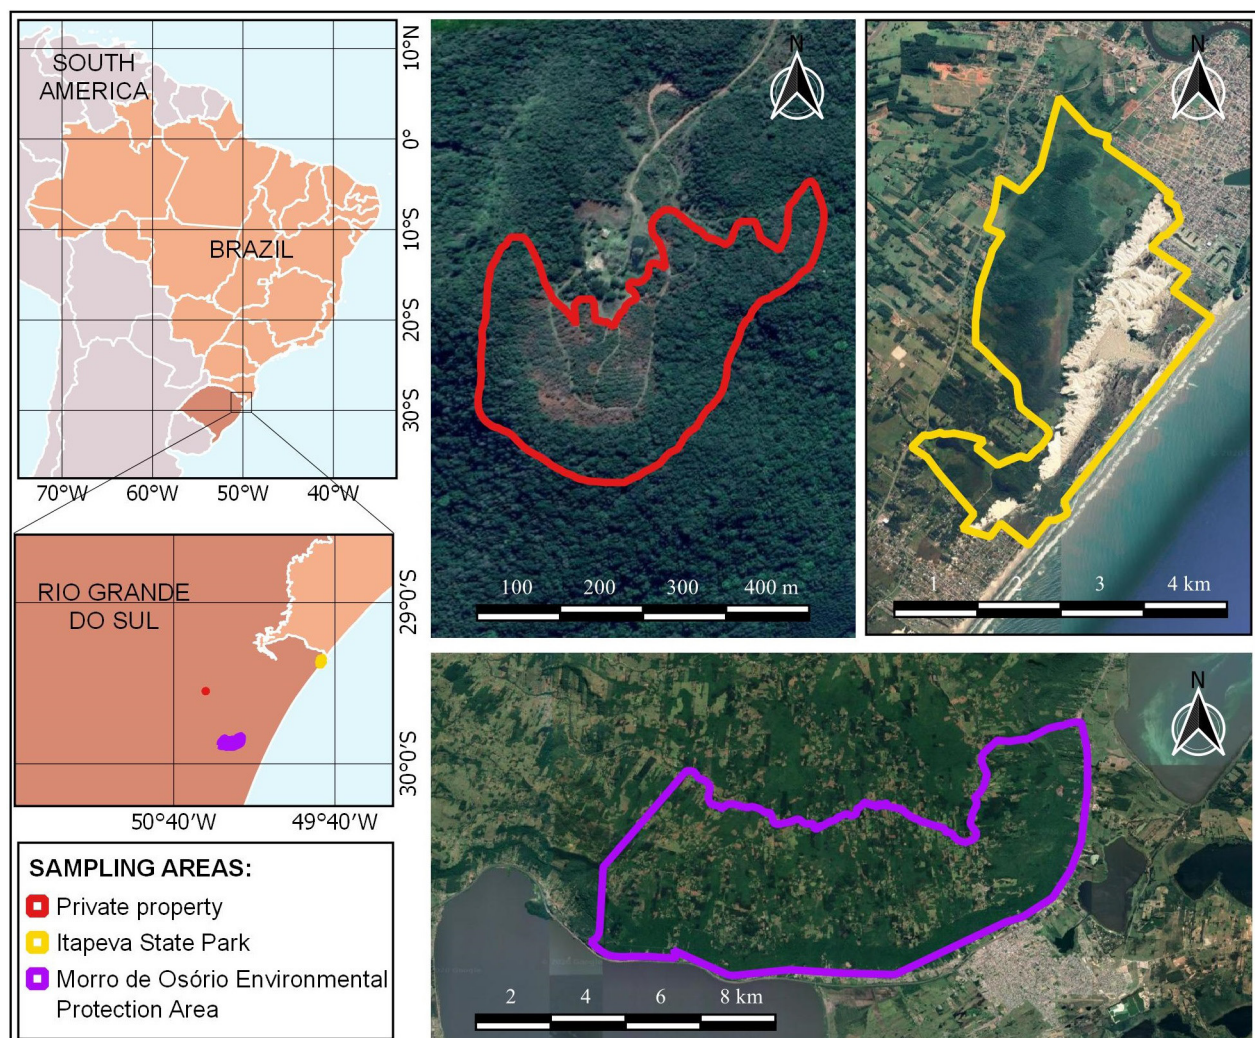 SOUTH
AMERICA
BRAZIL
10°N
0°
10°S
20°S
30°S
70°W
60°W
50°W
40°W
RIO GRANDE
DO SUL
29°0'S
30°0'S
50°40'W
49°40'W
SAMPLING AREAS:
Private property
Itapeva State Park
Morro de Osório Environmental
Protection Area
N
100 200 300 400 m
N
1 2 3 4 km
N
2 4 6 8 km